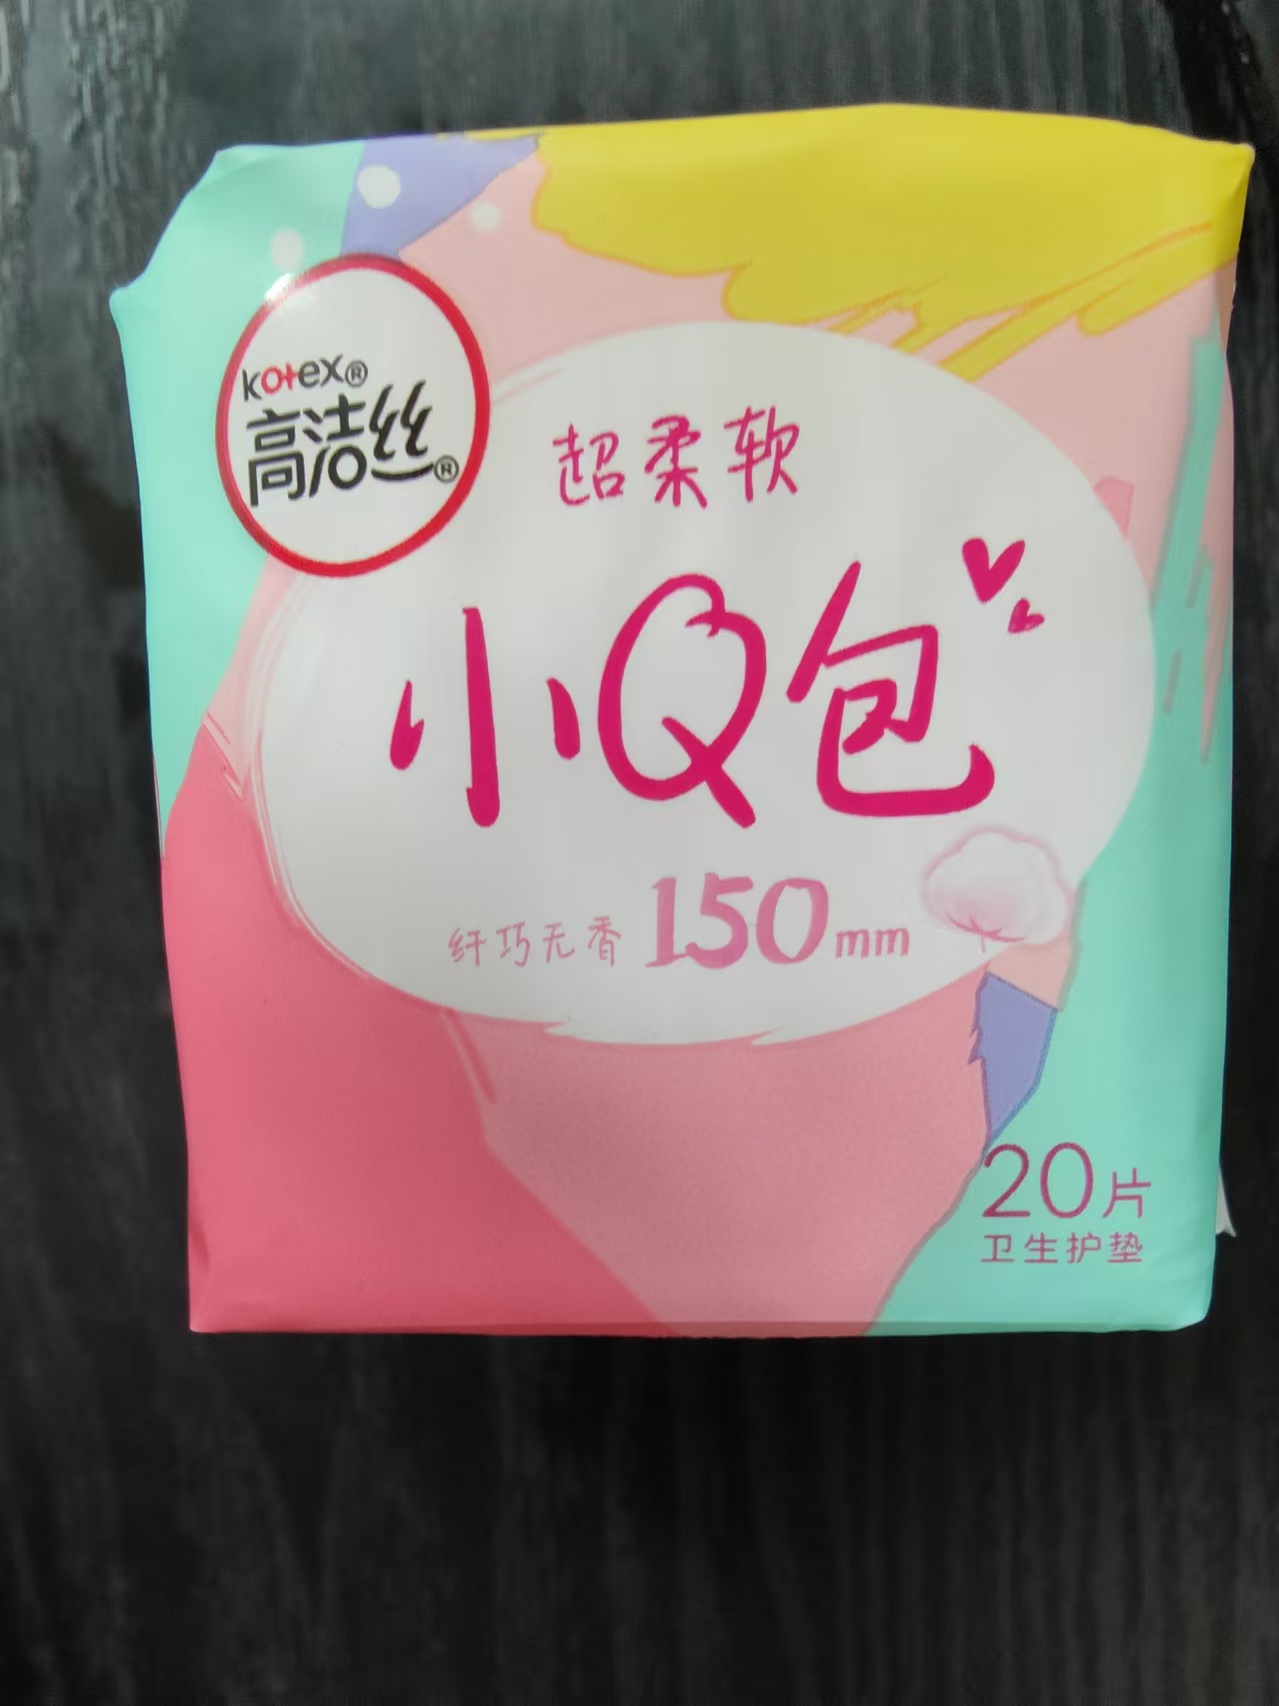 kotex®
高洁丝®
超柔软
小Q包
纤巧无香 150mm
20片
卫生护垫